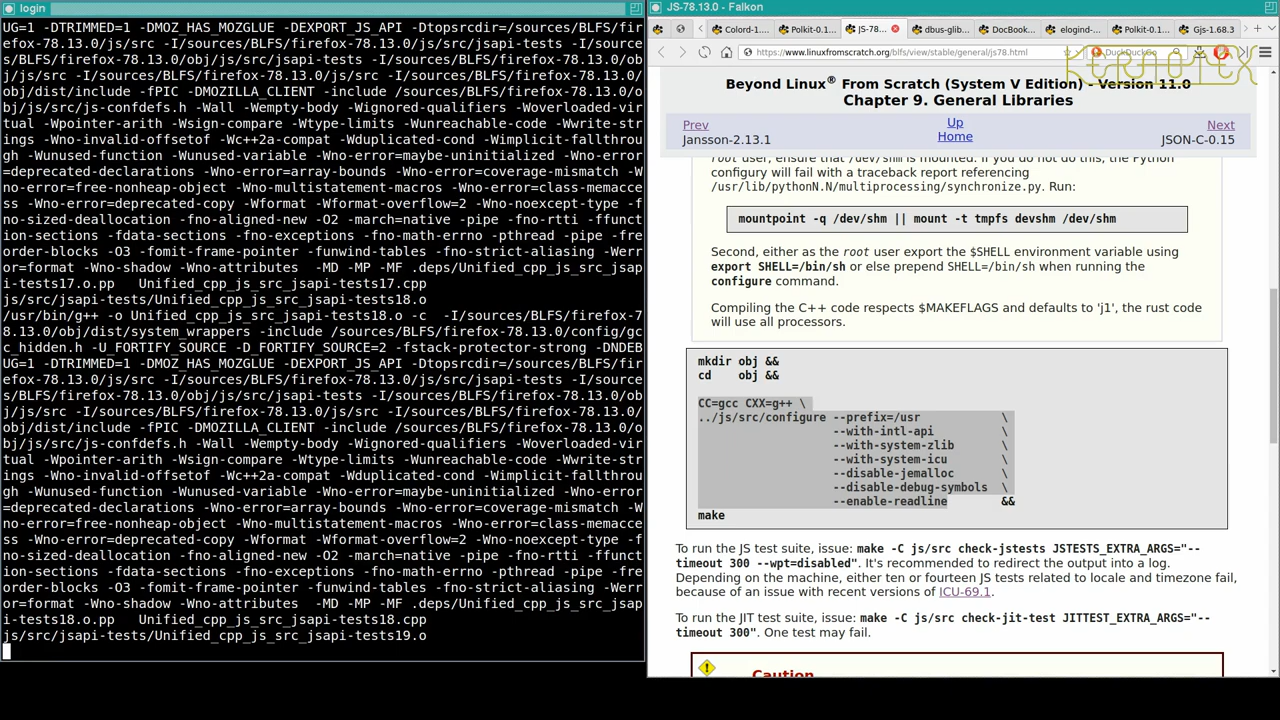 login
UG=1 -DTRIMMED=1 -DMOZ_HAS_MOZGLUE -DEXPORT_JS_API -Dtopsrcdir=/sources/BLFS/fir
efox-78.13.0/js/src -I/sources/BLFS/firefox-78.13.0/js/src/jsapi-tests -I/source
s/BLFS/firefox-78.13.0/obj/js/src/jsapi-tests -I/sources/BLFS/firefox-78.13.0/ob
j/js/src -I/sources/BLFS/firefox-78.13.0/js/src -I/sources/BLFS/firefox-78.13.0/
obj/dist/include -fPIC -DMOZILLA_CLIENT -include /sources/BLFS/firefox-78.13.0/o
bj/js/src/js-confdefs.h -Wall -Wempty-body -Wignored-qualifiers -Woverloaded-vir
tual -Wpointer-arith -Wsign-compare -Wtype-limits -Wunreachable-code -Wwrite-str
ings -Wno-invalid-offsetof -Wc++2a-compat -Wduplicated-cond -Wimplicit-fallthrou
gh -Wunused-function -Wunused-variable -Wno-error=maybe-uninitialized -Wno-error
=deprecated-declarations -Wno-error=array-bounds -Wno-error=coverage-mismatch -W
no-error=free-nonheap-object -Wno-multistatement-macros -Wno-error=class-memacce
ss -Wno-error=deprecated-copy -Wformat -Wformat-overflow=2 -Wno-noexcept-type -f
no-sized-deallocation -fno-aligned-new -O2 -march=native -pipe -fno-rtti -ffunct
ion-sections -fdata-sections -fno-exceptions -fno-math-errno -pthread -pipe -fre
order-blocks -O3 -fomit-frame-pointer -funwind-tables -fno-strict-aliasing -Werr
or=format -Wno-shadow -Wno-attributes  -MD -MP -MF .deps/Unified_cpp_js_src_jsap
i-tests17.o.pp   Unified_cpp_js_src_jsapi-tests17.cpp
js/src/jsapi-tests/Unified_cpp_js_src_jsapi-tests18.o
/usr/bin/g++ -o Unified_cpp_js_src_jsapi-tests18.o -c  -I/sources/BLFS/firefox-7
8.13.0/obj/dist/system_wrappers -include /sources/BLFS/firefox-78.13.0/config/gc
c_hidden.h -U_FORTIFY_SOURCE -D_FORTIFY_SOURCE=2 -fstack-protector-strong -DNDEB
UG=1 -DTRIMMED=1 -DMOZ_HAS_MOZGLUE -DEXPORT_JS_API -Dtopsrcdir=/sources/BLFS/fir
efox-78.13.0/js/src -I/sources/BLFS/firefox-78.13.0/js/src/jsapi-tests -I/source
s/BLFS/firefox-78.13.0/obj/js/src/jsapi-tests -I/sources/BLFS/firefox-78.13.0/ob
j/js/src -I/sources/BLFS/firefox-78.13.0/js/src -I/sources/BLFS/firefox-78.13.0/
obj/dist/include -fPIC -DMOZILLA_CLIENT -include /sources/BLFS/firefox-78.13.0/o
bj/js/src/js-confdefs.h -Wall -Wempty-body -Wignored-qualifiers -Woverloaded-vir
tual -Wpointer-arith -Wsign-compare -Wtype-limits -Wunreachable-code -Wwrite-str
ings -Wno-invalid-offsetof -Wc++2a-compat -Wduplicated-cond -Wimplicit-fallthrou
gh -Wunused-function -Wunused-variable -Wno-error=maybe-uninitialized -Wno-error
=deprecated-declarations -Wno-error=array-bounds -Wno-error=coverage-mismatch -W
no-error=free-nonheap-object -Wno-multistatement-macros -Wno-error=class-memacce
ss -Wno-error=deprecated-copy -Wformat -Wformat-overflow=2 -Wno-noexcept-type -f
no-sized-deallocation -fno-aligned-new -O2 -march=native -pipe -fno-rtti -ffunct
ion-sections -fdata-sections -fno-exceptions -fno-math-errno -pthread -pipe -fre
order-blocks -O3 -fomit-frame-pointer -funwind-tables -fno-strict-aliasing -Werr
or=format -Wno-shadow -Wno-attributes  -MD -MP -MF .deps/Unified_cpp_js_src_jsap
i-tests18.o.pp   Unified_cpp_js_src_jsapi-tests18.cpp
js/src/jsapi-tests/Unified_cpp_js_src_jsapi-tests19.o
JS-78.13.0 - Falkon
Colord-1.... Polkit-0.1... JS-78.... dbus-glib... DocBook... elogind-... Polkit-0.1... Gjs-1.68.3
https://www.linuxfromscratch.org/blfs/view/stable/general/js78.html DuckDuckGo
KERNOTEX
Beyond Linux® From Scratch (System V Edition) - Version 11.0
Chapter 9. General Libraries
Prev Up Next
Jansson-2.13.1 Home JSON-C-0.15
root user, ensure that /dev/shm is mounted. If you do not do this, the Python
configury will fail with a traceback report referencing
/usr/lib/pythonN.N/multiprocessing/synchronize.py. Run:
mountpoint -q /dev/shm || mount -t tmpfs devshm /dev/shm
Second, either as the root user export the $SHELL environment variable using
export SHELL=/bin/sh or else prepend SHELL=/bin/sh when running the
configure command.
Compiling the C++ code respects $MAKEFLAGS and defaults to 'j1', the rust code
will use all processors.
mkdir obj &&
cd    obj &&
CC=gcc CXX=g++ \
../js/src/configure --prefix=/usr            \
--with-intl-api          \
--with-system-zlib       \
--with-system-icu        \
--disable-jemalloc       \
--disable-debug-symbols  \
--enable-readline        &&
make
To run the JS test suite, issue: make -C js/src check-jstests JSTESTS_EXTRA_ARGS="--
timeout 300 --wpt=disabled". It's recommended to redirect the output into a log.
Depending on the machine, either ten or fourteen JS tests related to locale and timezone fail,
because of an issue with recent versions of ICU-69.1.
To run the JIT test suite, issue: make -C js/src check-jit-test JITTEST_EXTRA_ARGS="--
timeout 300". One test may fail.
Caution